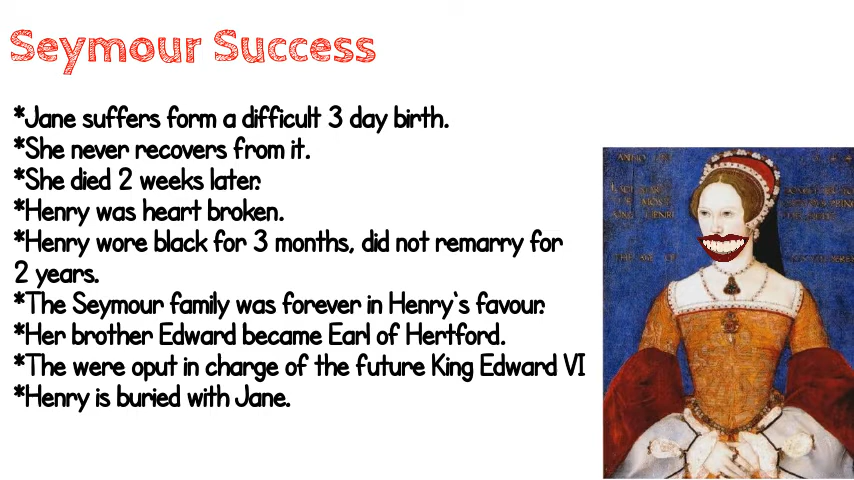 Seymour Success
*Jane suffers form a difficult 3 day birth.
*She never recovers from it.
*She died 2 weeks later.
*Henry was heart broken.
*Henry wore black for 3 months, did not remarry for
2 years.
*The Seymour family was forever in Henry`s favour.
*Her brother Edward became Earl of Hertford.
*The were oput in charge of the future King Edward VI
*Henry is buried with Jane.
ANNO